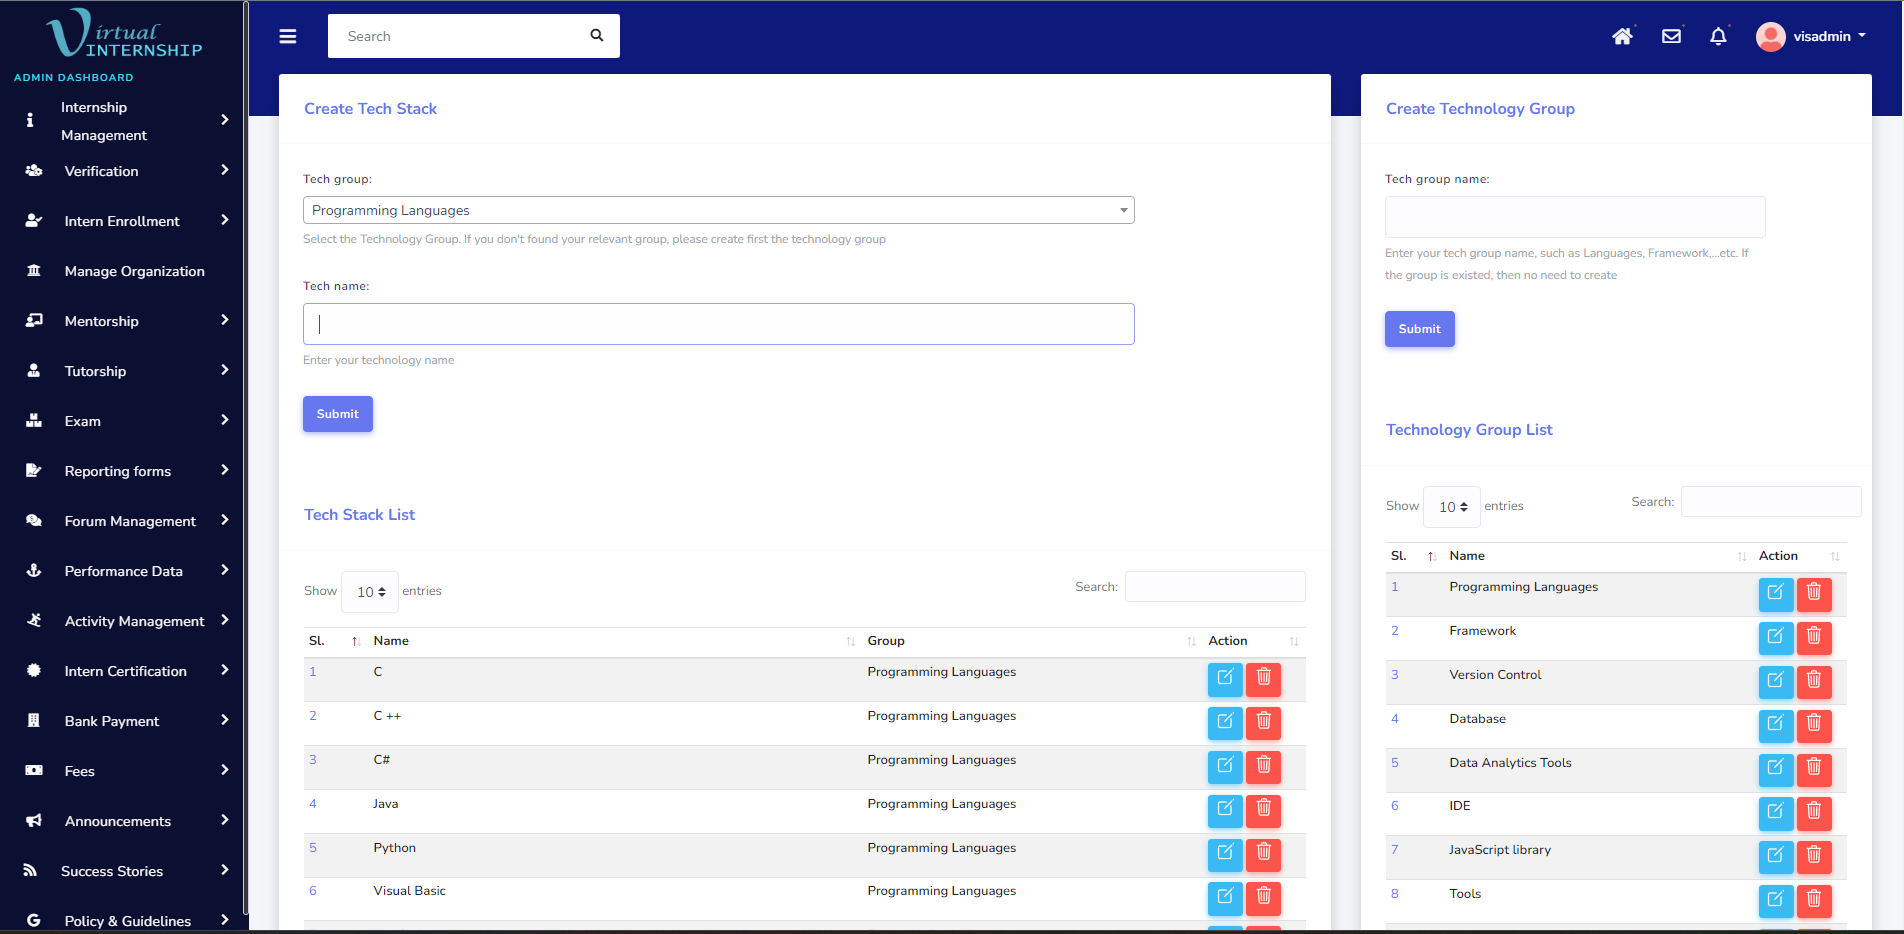 Virtual
INTERNSHIP
ADMIN DASHBOARD
Internship
Management
Verification
Intern Enrollment
Manage Organization
Mentorship
Tutorship
Exam
Reporting forms
Forum Management
Performance Data
Activity Management
Intern Certification
Bank Payment
Fees
Announcements
Success Stories
Policy & Guidelines
Search
visadmin
Create Tech Stack
Tech group:
Programming Languages
Select the Technology Group. If you don't found your relevant group, please create first the technology group
Tech name:
Enter your technology name
Submit
Tech Stack List
Show 10 entries
Search:
Sl. Name Group Action
1 C Programming Languages
2 C ++ Programming Languages
3 C# Programming Languages
4 Java Programming Languages
5 Python Programming Languages
6 Visual Basic Programming Languages
Create Technology Group
Tech group name:
Enter your tech group name, such as Languages, Framework,...etc. If
the group is existed, then no need to create
Submit
Technology Group List
Show 10 entries
Search:
Sl. Name Action
1 Programming Languages
2 Framework
3 Version Control
4 Database
5 Data Analytics Tools
6 IDE
7 JavaScript library
8 Tools